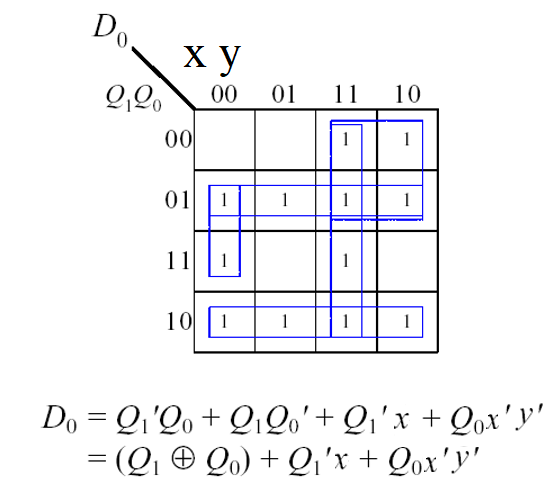 D₀
x y
Q₁Q₀ 00 01 11 10
00 1 1
01 1 1 1 1
11 1 1
10 1 1 1 1
D₀ = Q₁'Q₀ + Q₁Q₀' + Q₁'x + Q₀x'y'
= (Q₁ ⊕ Q₀) + Q₁'x + Q₀x'y'